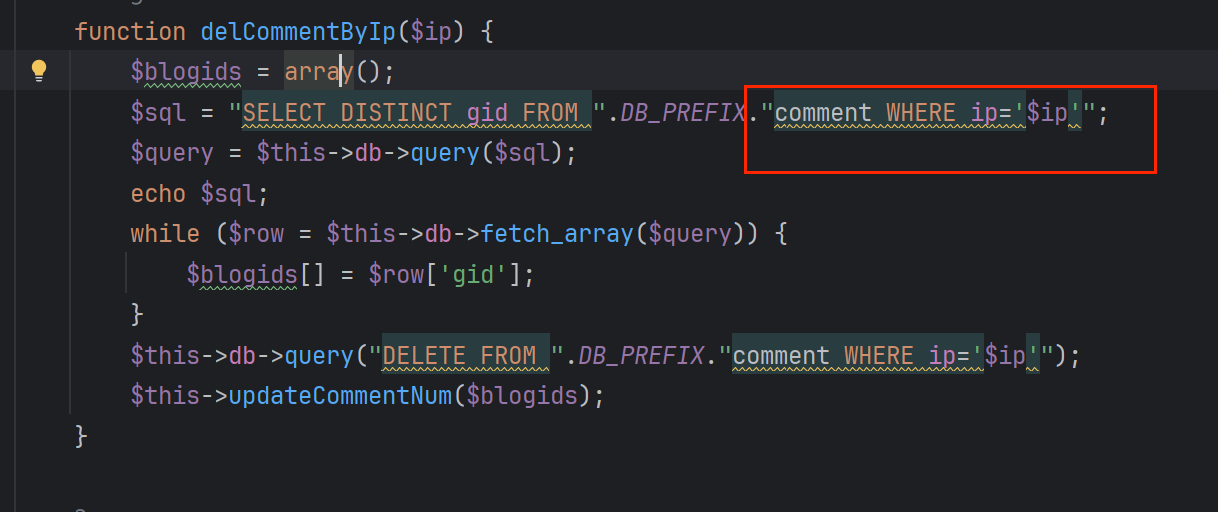 function delCommentByIp($ip) {
$blogids = array();
$sql = "SELECT DISTINCT gid FROM ".DB_PREFIX."comment WHERE ip='$ip'";
$query = $this->db->query($sql);
echo $sql;
while ($row = $this->db->fetch_array($query)) {
$blogids[] = $row['gid'];
}
$this->db->query("DELETE FROM ".DB_PREFIX."comment WHERE ip='$ip'");
$this->updateCommentNum($blogids);
}